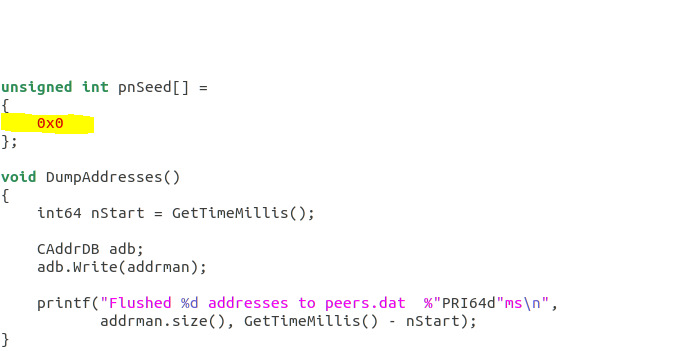 unsigned int pnSeed[] =
{
    0x0
};
void DumpAddresses()
{
    int64 nStart = GetTimeMillis();
    CAddrDB adb;
    adb.Write(addrman);
    printf("Flushed %d addresses to peers.dat  %"PRI64d"ms\n",
           addrman.size(), GetTimeMillis() - nStart);
}